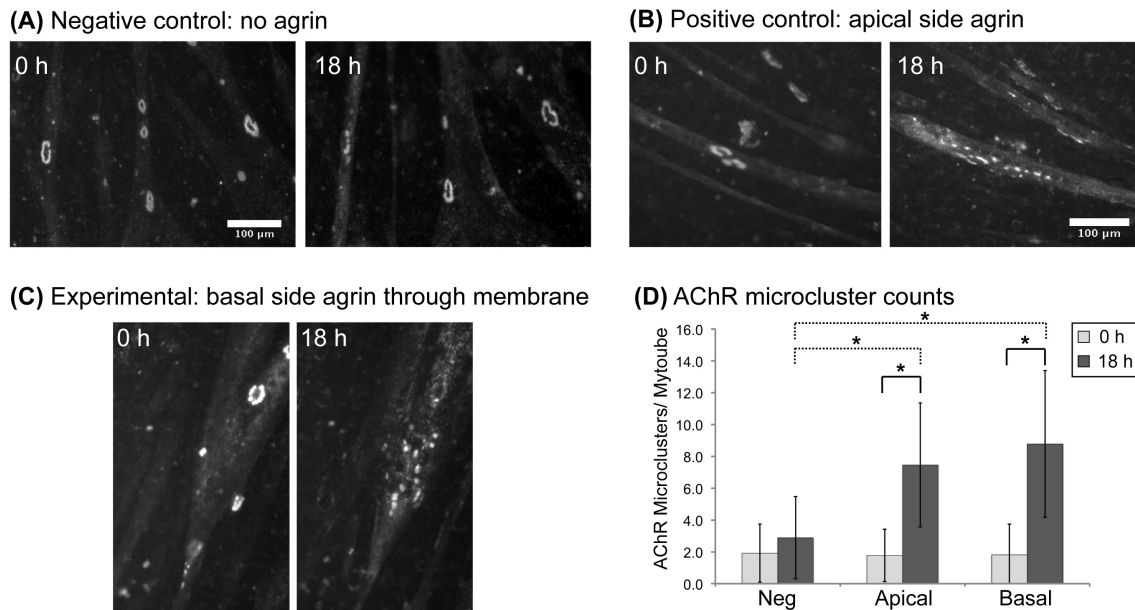 (A) Negative control: no agrin
0 h
18 h
100 µm
(B) Positive control: apical side agrin
0 h
18 h
100 µm
(C) Experimental: basal side agrin through membrane
0 h
18 h
(D) AChR microcluster counts
AChR Microclusters/ Mytoube
16.0
14.0
12.0
10.0
8.0
6.0
4.0
2.0
0.0
*
*
*
*
0 h
18 h
Neg
Apical
Basal